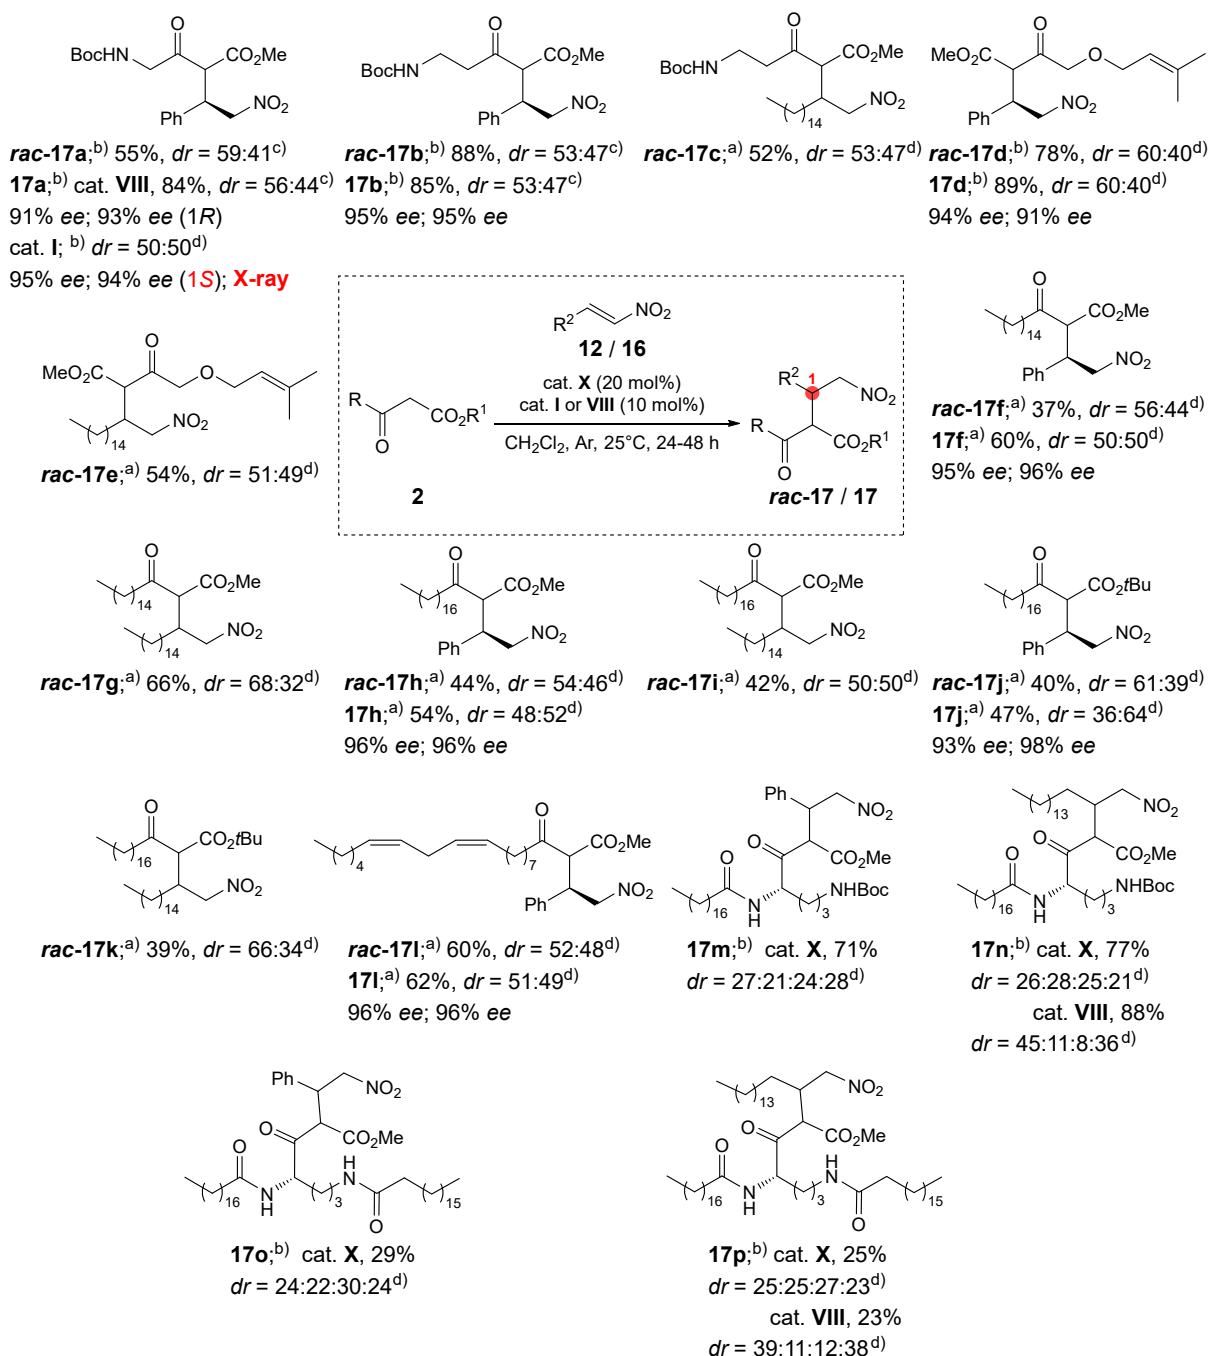 O
BocHN
CO2Me
Ph
NO2
rac-17a;b) 55%, dr = 59:41c)
17a;b) cat. VIII, 84%, dr = 56:44c)
91% ee; 93% ee (1R)
cat. I; b) dr = 50:50d)
95% ee; 94% ee (1S); X-ray
O
BocHN
CO2Me
Ph
NO2
rac-17b;b) 88%, dr = 53:47c)
17b;b) 85%, dr = 53:47c)
95% ee; 95% ee
O
BocHN
CO2Me
14
NO2
rac-17c;a) 52%, dr = 53:47d)
O
MeO2C
O
Ph
NO2
rac-17d;b) 78%, dr = 60:40d)
17d;b) 89%, dr = 60:40d)
94% ee; 91% ee
O
MeO2C
O
14
NO2
rac-17e;a) 54%, dr = 51:49d)
R2
NO2
12 / 16
R
O
CO2R1
2
cat. X (20 mol%)
cat. I or VIII (10 mol%)
CH2Cl2, Ar, 25°C, 24-48 h
R2
1
NO2
R
O
CO2R1
rac-17 / 17
O
14
CO2Me
Ph
NO2
rac-17f;a) 37%, dr = 56:44d)
17f;a) 60%, dr = 50:50d)
95% ee; 96% ee
O
14
CO2Me
14
NO2
rac-17g;a) 66%, dr = 68:32d)
O
16
CO2Me
Ph
NO2
rac-17h;a) 44%, dr = 54:46d)
17h;a) 54%, dr = 48:52d)
96% ee; 96% ee
O
16
CO2Me
14
NO2
rac-17i;a) 42%, dr = 50:50d)
O
16
CO2tBu
Ph
NO2
rac-17j;a) 40%, dr = 61:39d)
17j;a) 47%, dr = 36:64d)
93% ee; 98% ee
O
16
CO2tBu
14
NO2
rac-17k;a) 39%, dr = 66:34d)
4
7
O
CO2Me
Ph
NO2
rac-17l;a) 60%, dr = 52:48d)
17l;a) 62%, dr = 51:49d)
96% ee; 96% ee
Ph
NO2
O
O
CO2Me
16
N
H
3
NHBoc
17m;b) cat. X, 71%
dr = 27:21:24:28d)
13
NO2
O
O
CO2Me
16
N
H
3
NHBoc
17n;b) cat. X, 77%
dr = 26:28:25:21d)
cat. VIII, 88%
dr = 45:11:8:36d)
Ph
NO2
O
O
CO2Me
16
N
H
3
H
N
O
15
17o;b) cat. X, 29%
dr = 24:22:30:24d)
13
NO2
O
O
CO2Me
16
N
H
3
H
N
O
15
17p;b) cat. X, 25%
dr = 25:25:27:23d)
cat. VIII, 23%
dr = 39:11:12:38d)